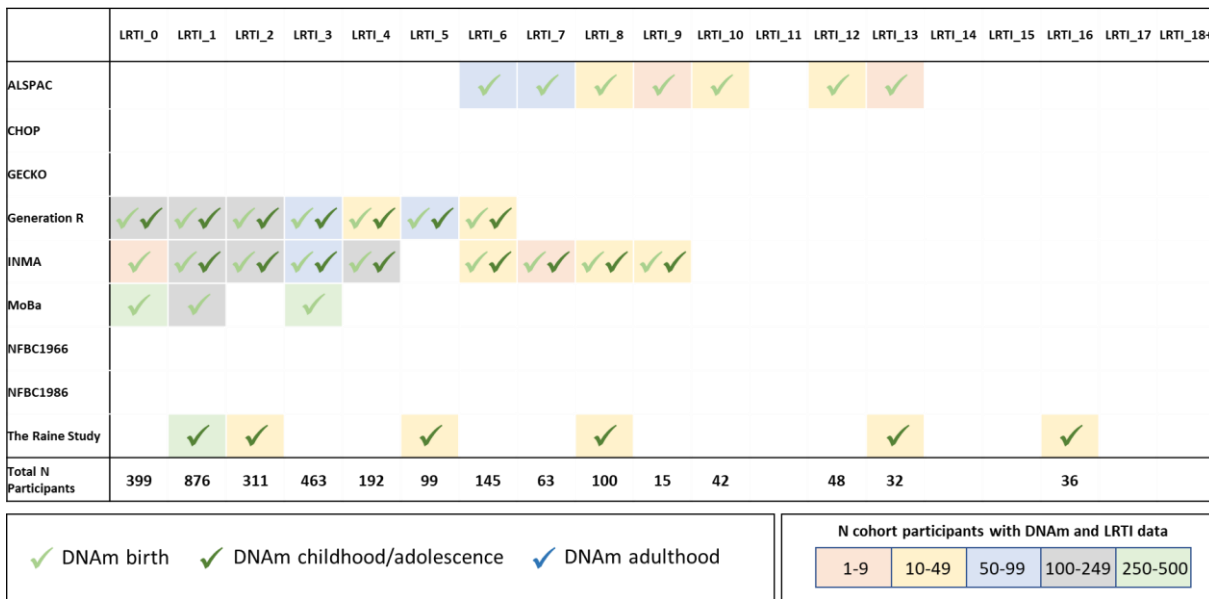 LRTI_0 LRTI_1 LRTI_2 LRTI_3 LRTI_4 LRTI_5 LRTI_6 LRTI_7 LRTI_8 LRTI_9 LRTI_10 LRTI_11 LRTI_12 LRTI_13 LRTI_14 LRTI_15 LRTI_16 LRTI_17 LRTI_18+
ALSPAC
CHOP
GECKO
Generation R
INMA
MoBa
NFBC1966
NFBC1986
The Raine Study
Total N
Participants 399 876 311 463 192 99 145 63 100 15 42 48 32 36
DNAm birth DNAm childhood/adolescence DNAm adulthood
N cohort participants with DNAm and LRTI data
1-9 10-49 50-99 100-249 250-500